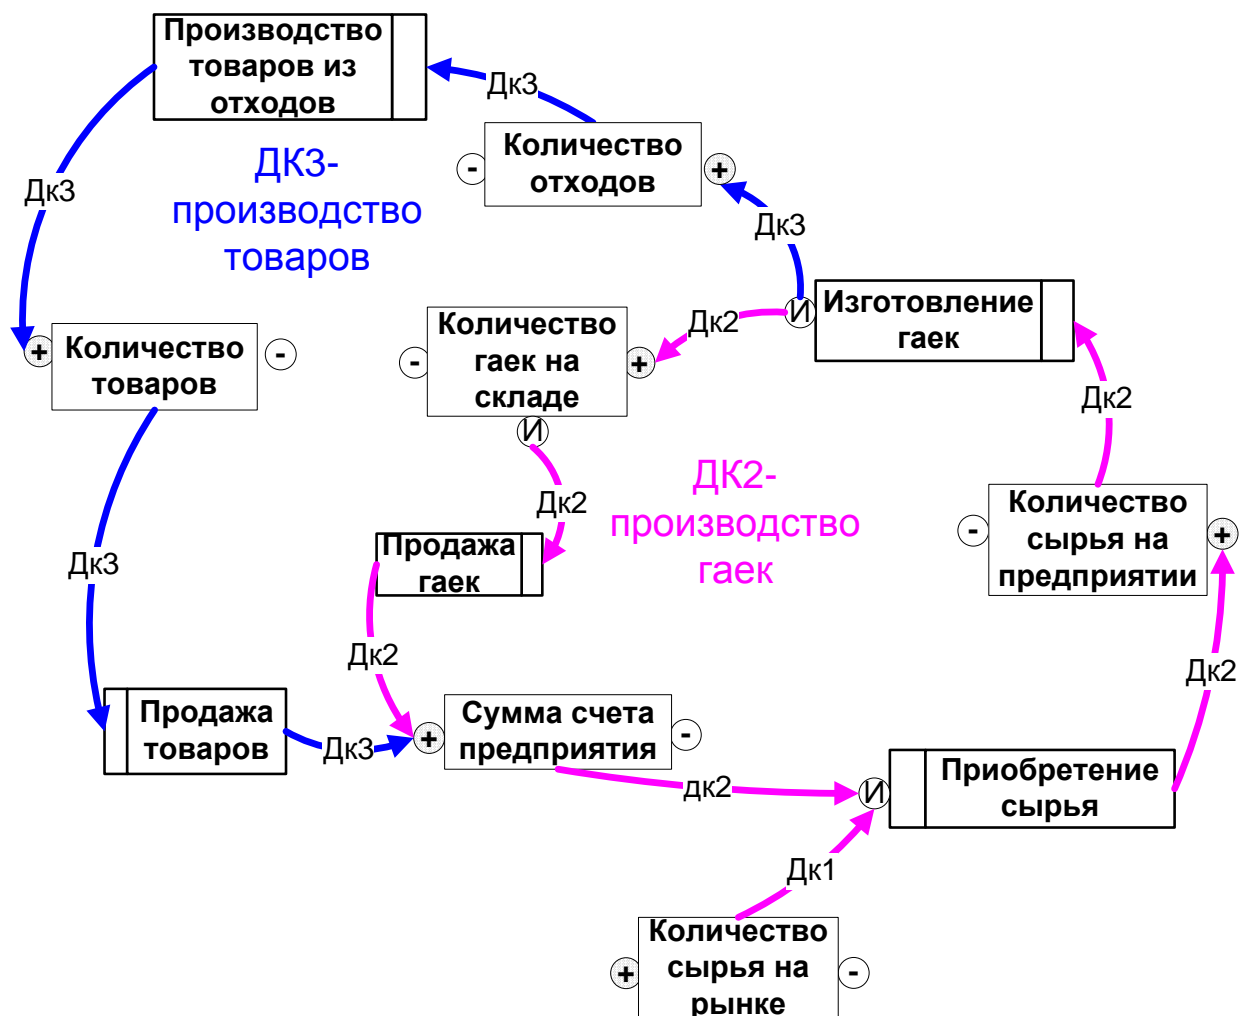 Производство
товаров из
отходов
Дк3
Количество
отходов
-
+
Дк3
ДК3-
производство
товаров
Дк3
И
Изготовление
гаек
Количество
гаек на
складе
-
+
И
Дк2
+
Количество
товаров
-
Дк2
ДК2-
производство
гаек
Дк2
Количество
сырья на
предприятии
-
+
Продажа
гаек
Дк3
Дк2
Дк2
Продажа
товаров
Дк3
+
Сумма счета
предприятия
-
дк2
И
Приобретение
сырья
Дк1
+
Количество
сырья на
рынке
-